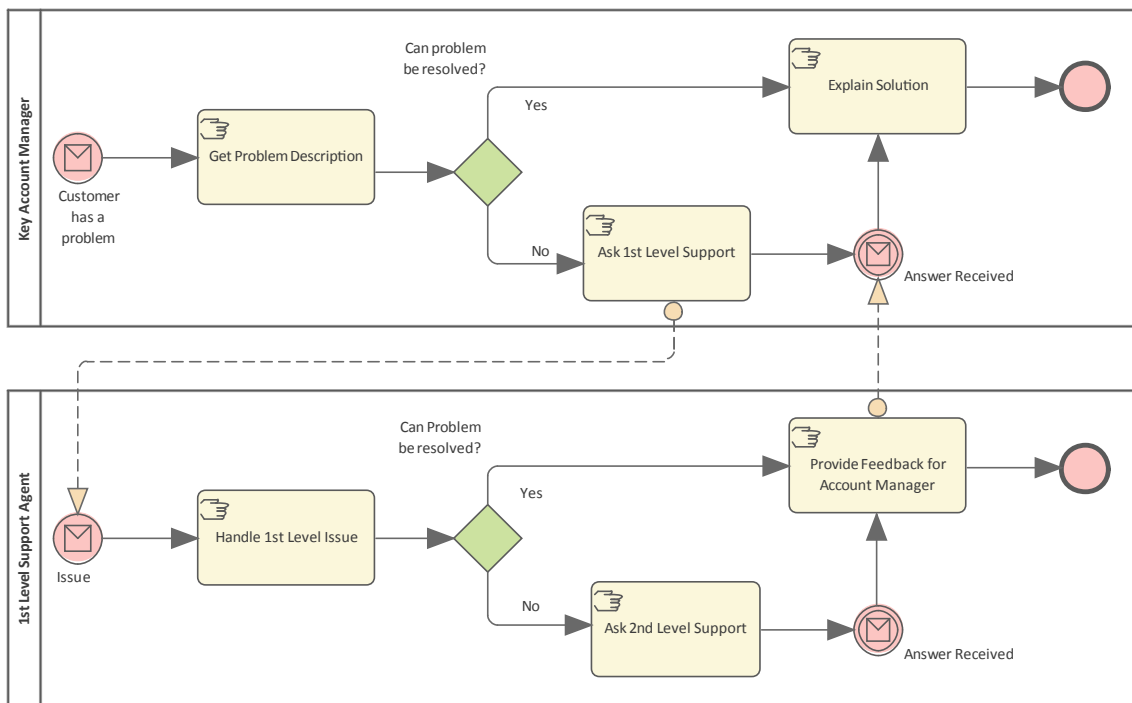 Key Account Manager
Can problem
be resolved?
Explain Solution
Yes
Get Problem Description
Customer
has a
problem
No
Ask 1st Level Support
Answer Received
1st Level Support Agent
Can Problem
be resolved?
Provide Feedback for
Account Manager
Yes
Handle 1st Level Issue
Issue
No
Ask 2nd Level Support
Answer Received